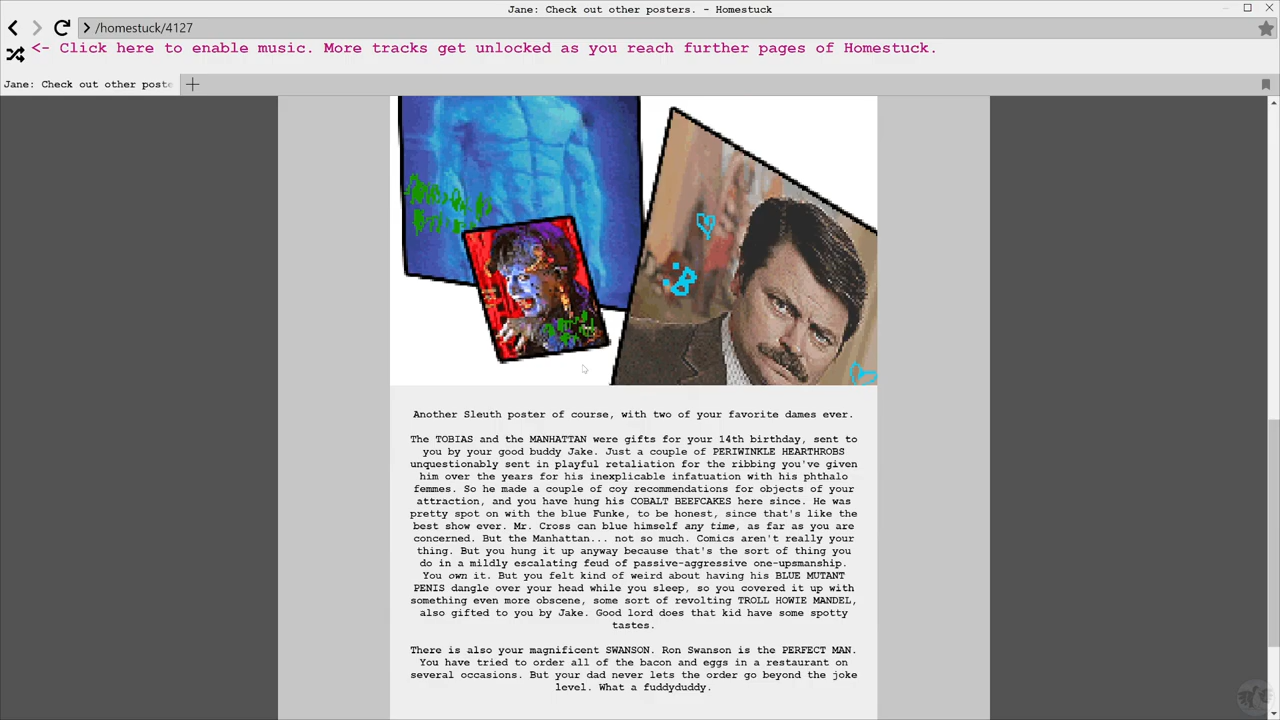 Jane: Check out other posters. - Homestuck
/homestuck/4127
<- Click here to enable music. More tracks get unlocked as you reach further pages of Homestuck.
Jane: Check out other poste
Another Sleuth poster of course, with two of your favorite dames ever.
The TOBIAS and the MANHATTAN were gifts for your 14th birthday, sent to
you by your good buddy Jake. Just a couple of PERIWINKLE HEARTHROBS
unquestionably sent in playful retaliation for the ribbing you've given
him over the years for his inexplicable infatuation with his phthalo
femmes. So he made a couple of coy recommendations for objects of your
attraction, and you have hung his COBALT BEEFCAKES here since. He was
pretty spot on with the blue Funke, to be honest, since that's like the
best show ever. Mr. Cross can blue himself any time, as far as you are
concerned. But the Manhattan... not so much. Comics aren't really your
thing. But you hung it up anyway because that's the sort of thing you
do in a mildly escalating feud of passive-aggressive one-upsmanship.
You own it. But you felt kind of weird about having his BLUE MUTANT
PENIS dangle over your head while you sleep, so you covered it up with
something even more obscene, some sort of revolting TROLL HOWIE MANDEL,
also gifted to you by Jake. Good lord does that kid have some spotty
tastes.
There is also your magnificent SWANSON. Ron Swanson is the PERFECT MAN.
You have tried to order all of the bacon and eggs in a restaurant on
several occasions. But your dad never lets the order go beyond the joke
level. What a fuddyduddy.